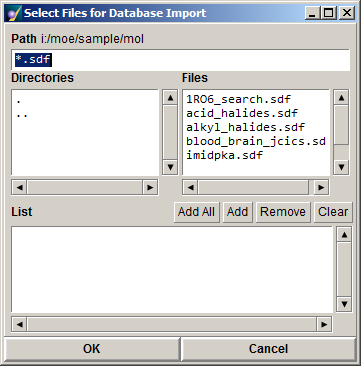 Select Files for Database Import
Path i:/moe/sample/mol
*.sdf
Directories
.
..
Files
1RO6_search.sdf
acid_halides.sdf
alkyl_halides.sdf
blood_brain_jcics.sd
imidpka.sdf
List
Add All
Add
Remove
Clear
OK
Cancel